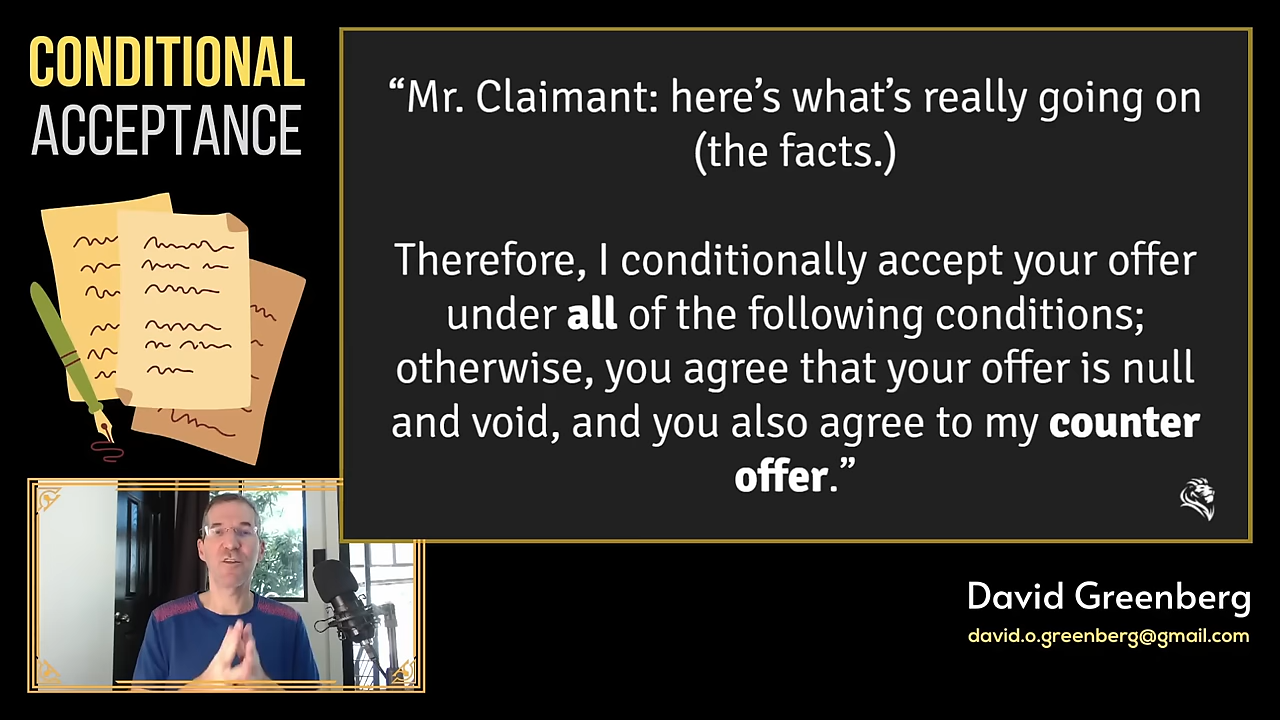 CONDITIONAL
ACCEPTANCE
“Mr. Claimant: here’s what’s really going on
(the facts.)
Therefore, I conditionally accept your offer
under all of the following conditions;
otherwise, you agree that your offer is null
and void, and you also agree to my counter
offer.”
David Greenberg
david.o.greenberg@gmail.com